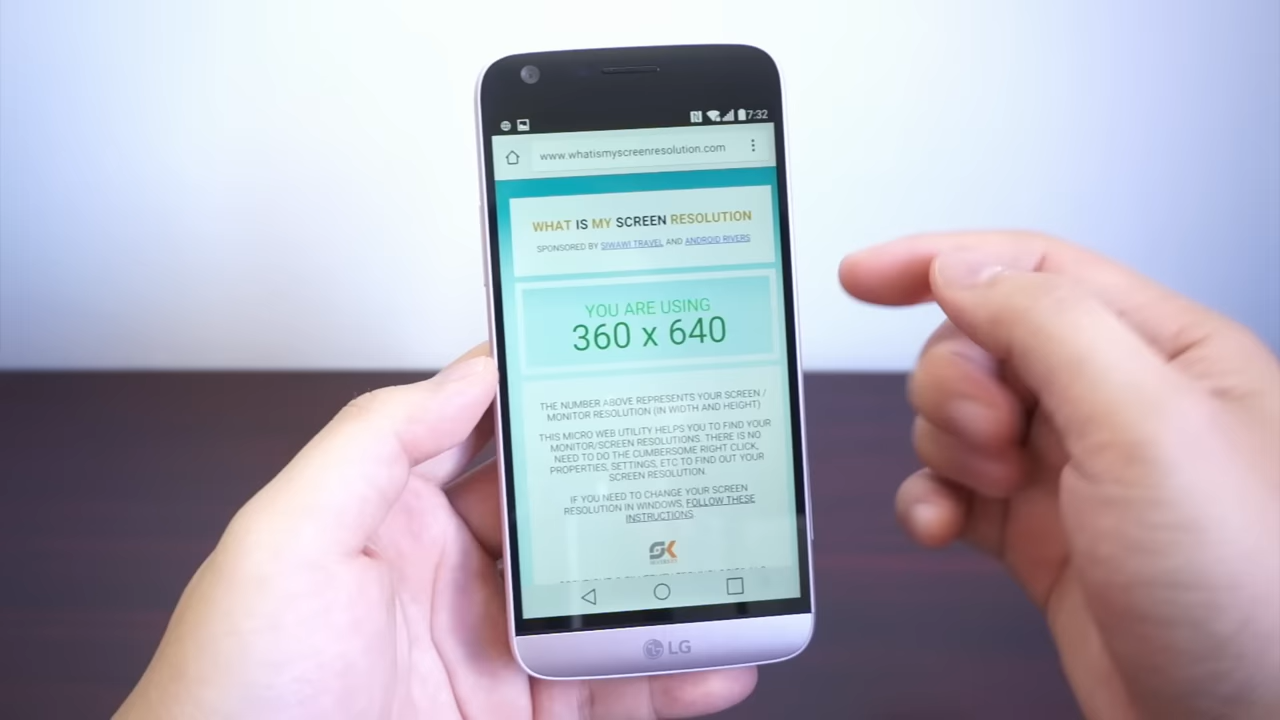 7:32
www.whatismyscreenresolution.com
WHAT IS MY SCREEN RESOLUTION
SPONSORED BY SIWAWI TRAVEL AND ANDROID RIVERS
YOU ARE USING
360 x 640
THE NUMBER ABOVE REPRESENTS YOUR SCREEN /
MONITOR RESOLUTION (IN WIDTH AND HEIGHT)
THIS MICRO WEB UTILITY HELPS YOU TO FIND YOUR
MONITOR/SCREEN RESOLUTIONS. THERE IS NO
NEED TO DO THE CUMBERSOME RIGHT CLICK,
PROPERTIES, SETTINGS, ETC TO FIND OUT YOUR
SCREEN RESOLUTION.
IF YOU NEED TO CHANGE YOUR SCREEN
RESOLUTION IN WINDOWS, FOLLOW THESE
INSTRUCTIONS
SK
LG